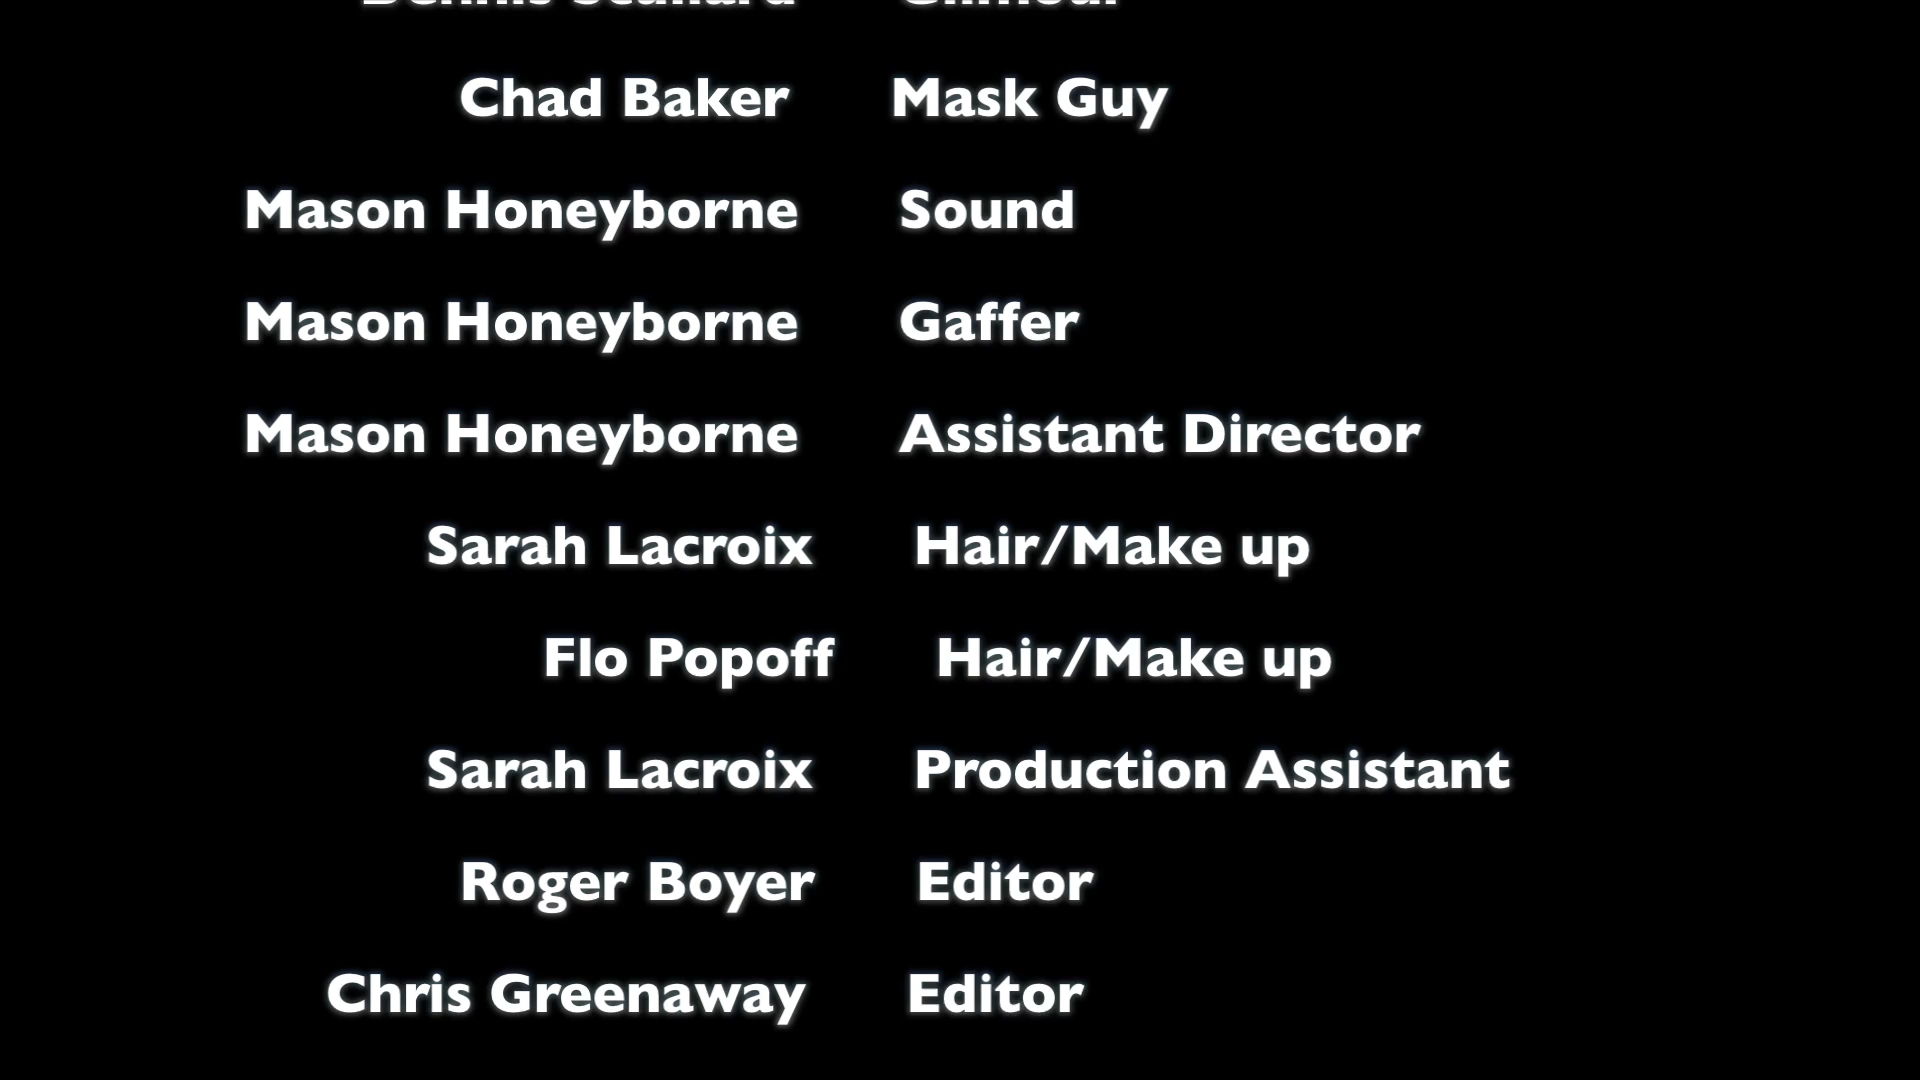 Chad Baker Mask Guy
Mason Honeyborne Sound
Mason Honeyborne Gaffer
Mason Honeyborne Assistant Director
Sarah Lacroix Hair/Make up
Flo Popoff Hair/Make up
Sarah Lacroix Production Assistant
Roger Boyer Editor
Chris Greenaway Editor